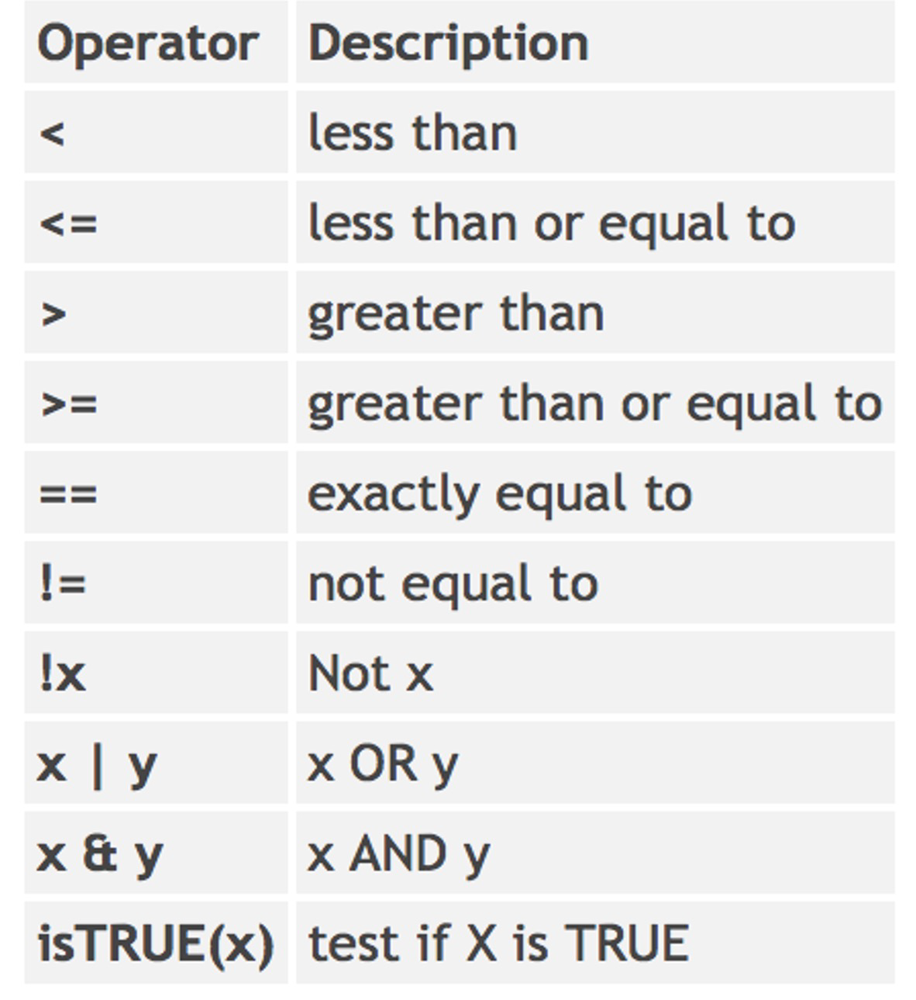 Operator Description
< less than
<= less than or equal to
> greater than
>= greater than or equal to
== exactly equal to
!= not equal to
!x Not x
x | y x OR y
x & y x AND y
isTRUE(x) test if X is TRUE